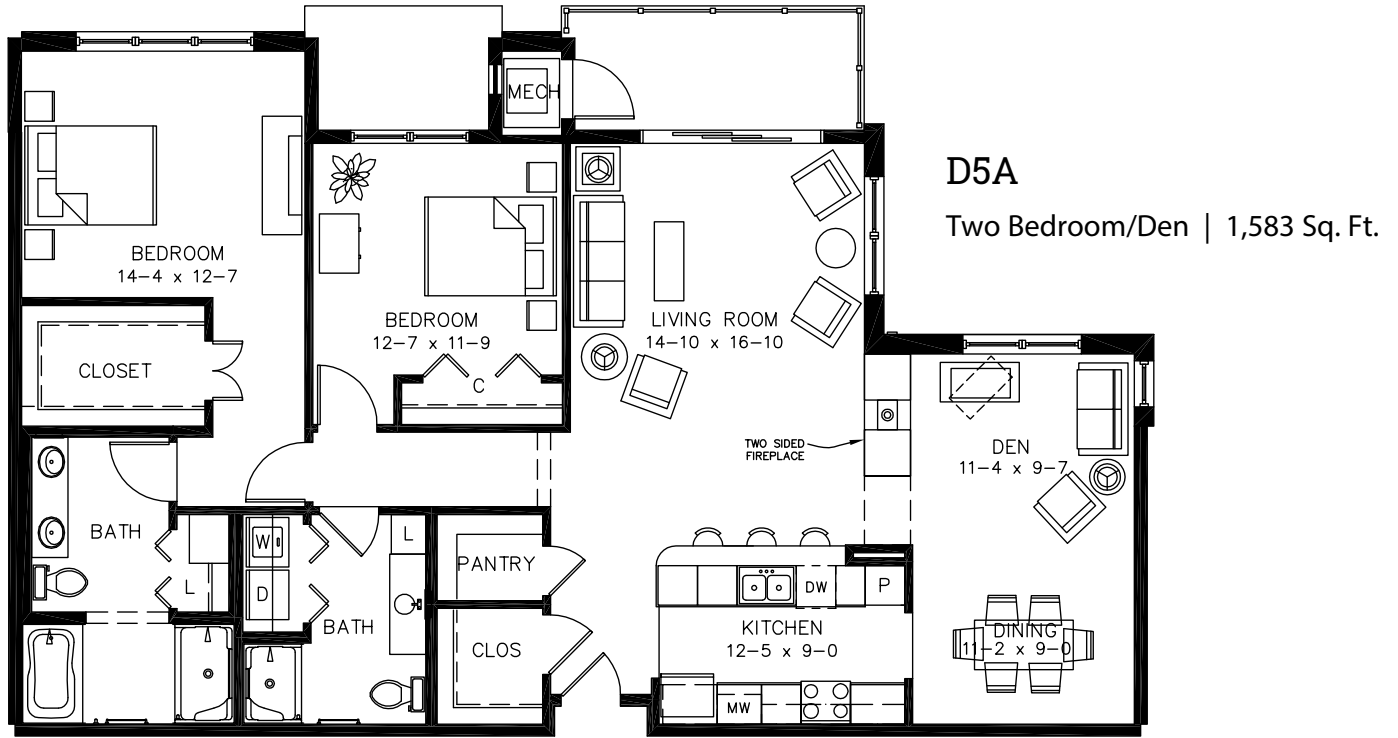 MECH
D5A
Two Bedroom/Den | 1,583 Sq. Ft.
BEDROOM
14-4 x 12-7
BEDROOM
12-7 x 11-9
LIVING ROOM
14-10 x 16-10
CLOSET
C
TWO SIDED
FIREPLACE
DEN
11-4 x 9-7
BATH
L
W
D
L
BATH
PANTRY
CLOS
DW
P
KITCHEN
12-5 x 9-0
MW
DINING
11-2 x 9-0